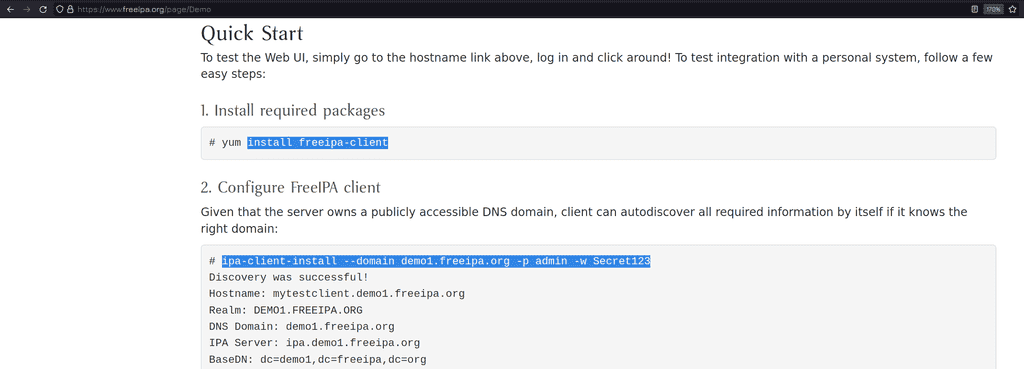 https://www.freeipa.org/page/Demo
170%
Quick Start
To test the Web UI, simply go to the hostname link above, log in and click around! To test integration with a personal system, follow a few
easy steps:
1. Install required packages
# yum install freeipa-client
2. Configure FreeIPA client
Given that the server owns a publicly accessible DNS domain, client can autodiscover all required information by itself if it knows the
right domain:
# ipa-client-install --domain demo1.freeipa.org -p admin -w Secret123
Discovery was successful!
Hostname: mytestclient.demo1.freeipa.org
Realm: DEMO1.FREEIPA.ORG
DNS Domain: demo1.freeipa.org
IPA Server: ipa.demo1.freeipa.org
BaseDN: dc=demo1,dc=freeipa,dc=org